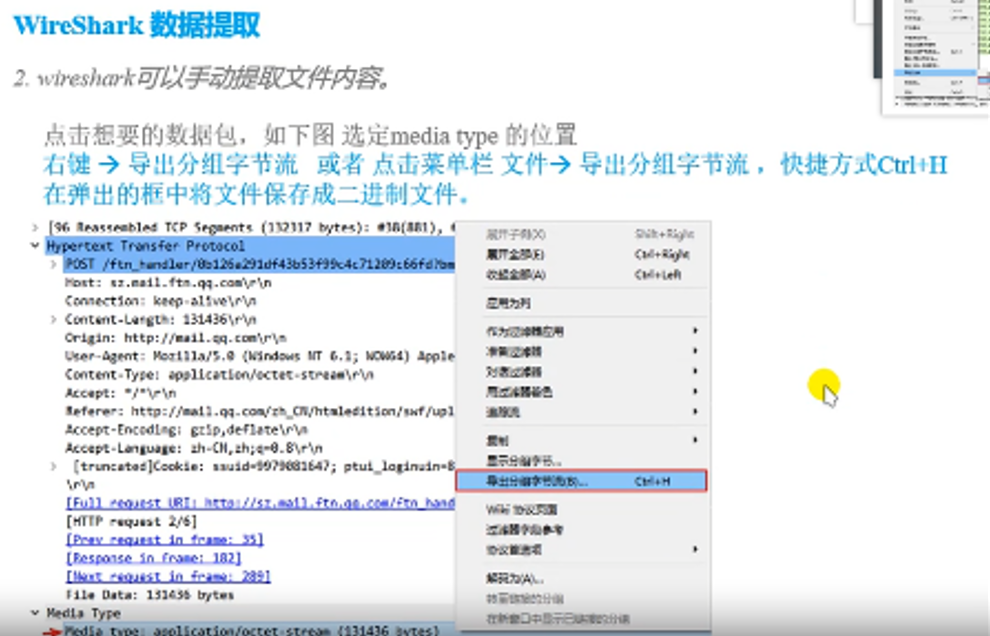 WireShark 数据提取
2. wireshark可以手动提取文件内容。
点击想要的数据包，如下图 选定media type 的位置
右键 → 导出分组字节流 或者 点击菜单栏 文件→ 导出分组字节流 ，快捷方式Ctrl+H
在弹出的框中将文件保存成二进制文件。
[96 Reassembled TCP Segments (132317 bytes): #38(881),
Hypertext Transfer Protocol
POST /ftn_handler/
Host: sz.mail.ftn.qq.com\r\n
Connection: keep-alive\r\n
Content-Length: 131436\r\n
Origin: http://mail.qq.com\r\n
User-Agent: Mozilla/5.0 (Windows NT 6.1; WOW64) Apple
Content-Type: application/octet-stream\r\n
Accept: */*\r\n
Referer: http://mail.qq.com/zh_CN/htmledition/swf/upl
Accept-Encoding: gzip,deflate\r\n
Accept-Language: zh-CN,zh;q=0.8\r\n
[truncated]Cookie: ssuid=9979081647; ptui_loginuin=8
\r\n
[Full request URI: http://sz.mail.ftn.qq.com/ftn_hand
[HTTP request 2/6]
[Prev request in frame: 35]
[Response in frame: 182]
[Next request in frame: 289]
File Data: 131436 bytes
Media Type
Media type: application/octet-stream (131436 bytes)
展开子树(X) Shift+Right
展开全部(E) Ctrl+Right
收起全部(A) Ctrl+Left
应用为列
作为过滤器应用
准备过滤器
对话过滤器
用过滤器着色
追踪流
复制
显示分组字节...
导出分组字节流(B)... Ctrl+H
Wiki 协议页面
过滤器字段参考
协议首选项
解码为(A)...
转至链接的分组
在新窗口中显示已链接的分组